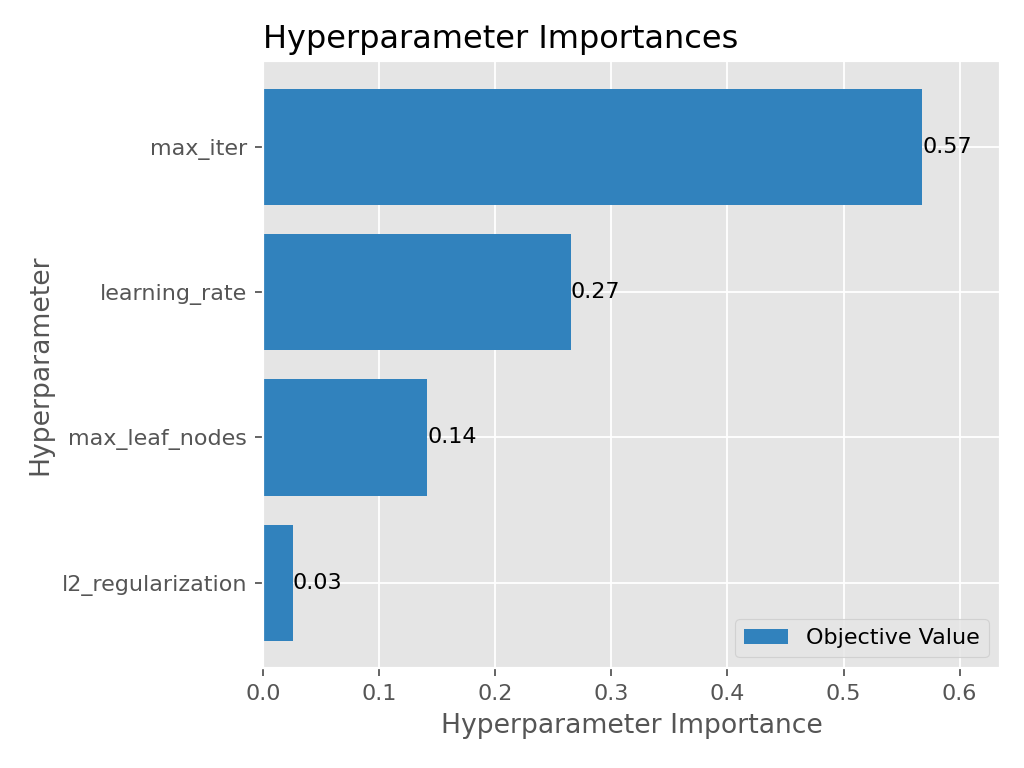 Hyperparameter Importances
Hyperparameter
max_iter
0.57
learning_rate
0.27
max_leaf_nodes
0.14
l2_regularization
0.03
Objective Value
0.0 0.1 0.2 0.3 0.4 0.5 0.6
Hyperparameter Importance